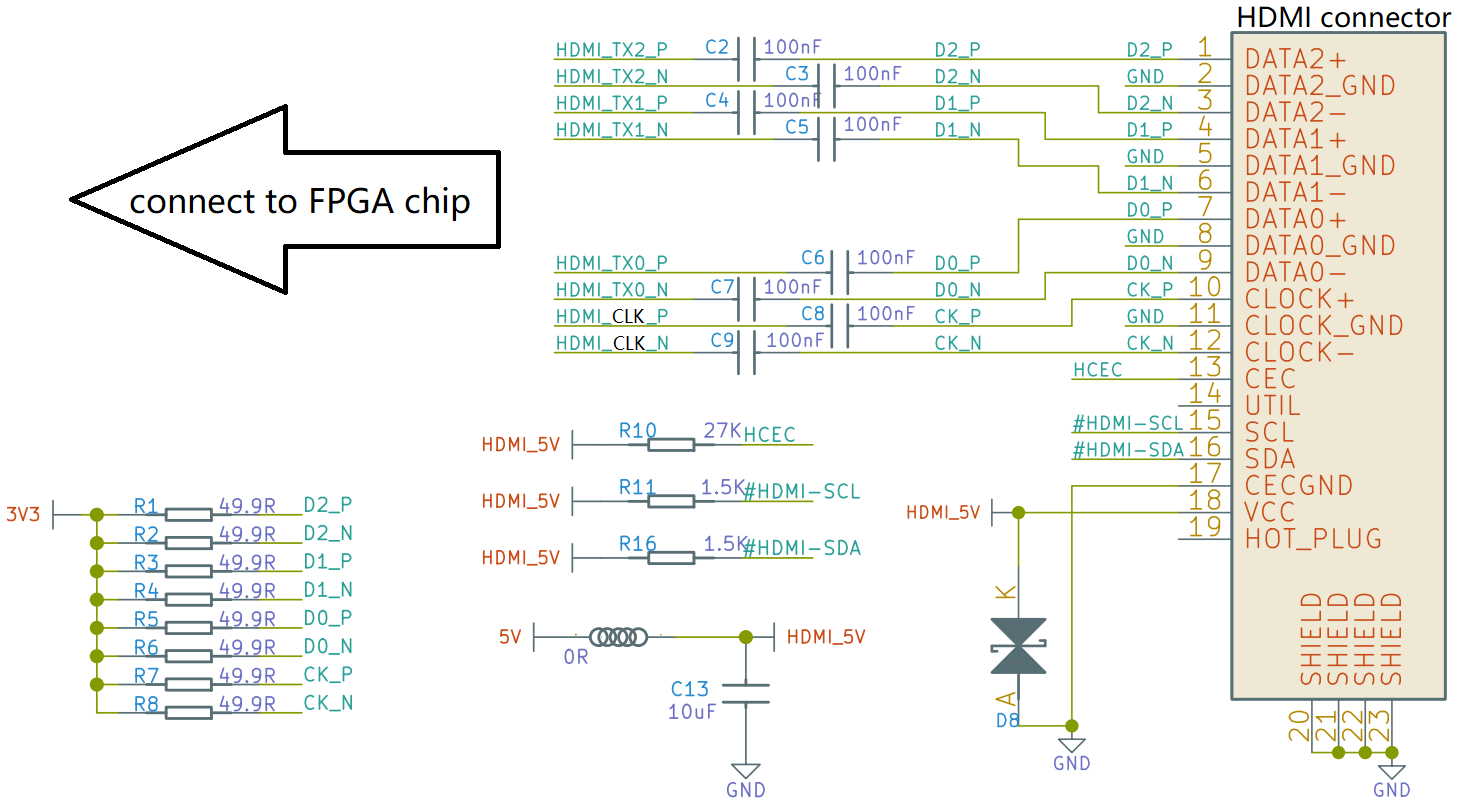 HDMI connector
HDMI_TX2_P C2 100nF D2_P D2_P 1 DATA2+
HDMI_TX2_N C3 100nF D2_N GND 2 DATA2_GND
HDMI_TX1_P C4 100nF D1_P D2_N 3 DATA2-
HDMI_TX1_N C5 100nF D1_N D1_P 4 DATA1+
GND 5 DATA1_GND
D1_N 6 DATA1-
D0_P 7 DATA0+
connect to FPGA chip
GND 8 DATA0_GND
HDMI_TX0_P C6 100nF D0_P D0_N 9 DATA0-
HDMI_TX0_N C7 100nF D0_N CK_P 10 CLOCK+
HDMI_CLK_P C8 100nF CK_P GND 11 CLOCK_GND
HDMI_CLK_N C9 100nF CK_N CK_N 12 CLOCK-
HCEC 13 CEC
14 UTIL
#HDMI-SCL 15 SCL
#HDMI-SDA 16 SDA
17 CECGND
HDMI_5V 18 VCC
19 HOT_PLUG
HDMI_5V R10 27K HCEC
HDMI_5V R11 1.5K #HDMI-SCL
HDMI_5V R16 1.5K #HDMI-SDA
3V3 R1 49.9R D2_P
R2 49.9R D2_N
R3 49.9R D1_P
R4 49.9R D1_N
R5 49.9R D0_P
R6 49.9R D0_N
R7 49.9R CK_P
R8 49.9R CK_N
5V 0R HDMI_5V
C13
10uF
GND
K
A
D8
GND
SHIELD SHIELD SHIELD SHIELD
20 21 22 23
GND